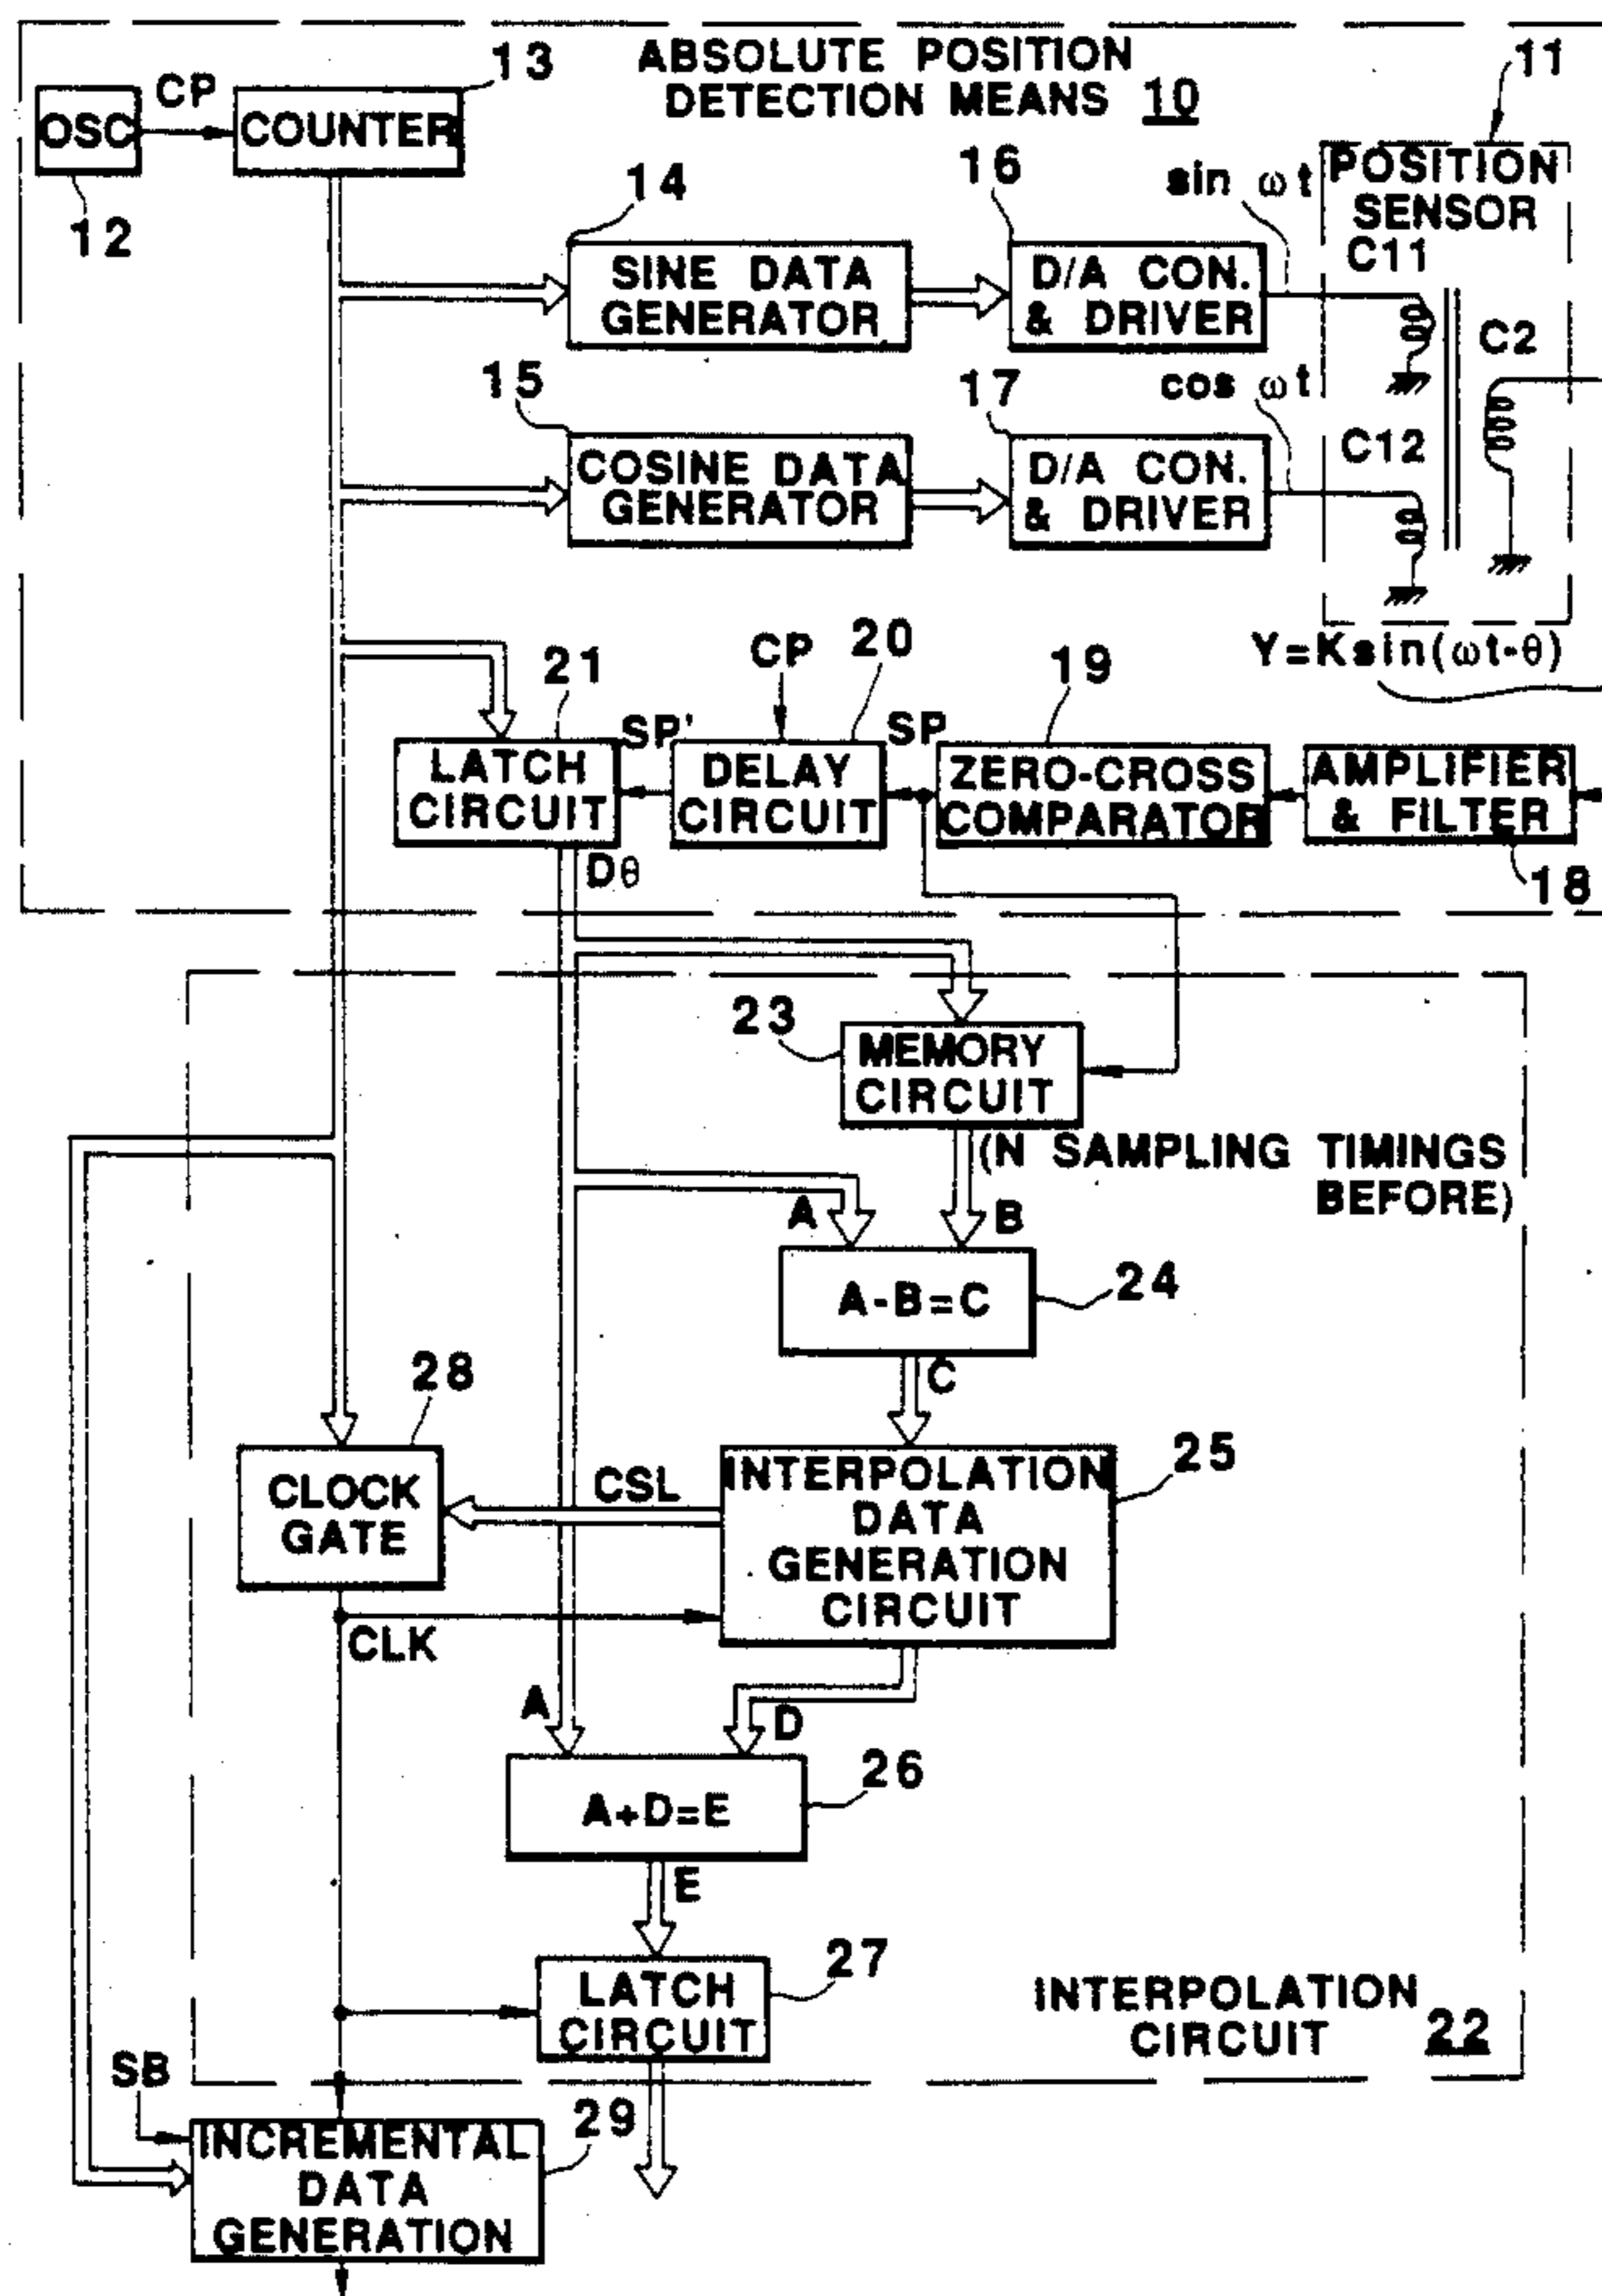 ABSOLUTE POSITION
DETECTION MEANS 10
11
13
CP
OSC
COUNTER
12
14
16
sin ωt
POSITION
SENSOR
C11
SINE DATA
GENERATOR
D/A CON.
& DRIVER
C2
15
17
cos ωt
C12
COSINE DATA
GENERATOR
D/A CON.
& DRIVER
Y=Ksin(ωt-θ)
21
CP
20
19
SP'
SP
LATCH
CIRCUIT
DELAY
CIRCUIT
ZERO-CROSS
COMPARATOR
AMPLIFIER
& FILTER
18
Dθ
23
MEMORY
CIRCUIT
(N SAMPLING TIMINGS
BEFORE)
A
B
A-B=C
24
C
28
CLOCK
GATE
CSL
INTERPOLATION
DATA
GENERATION
CIRCUIT
25
CLK
A
D
A+D=E
26
E
LATCH
CIRCUIT
27
INTERPOLATION
CIRCUIT 22
SB
INCREMENTAL
DATA
GENERATION
29